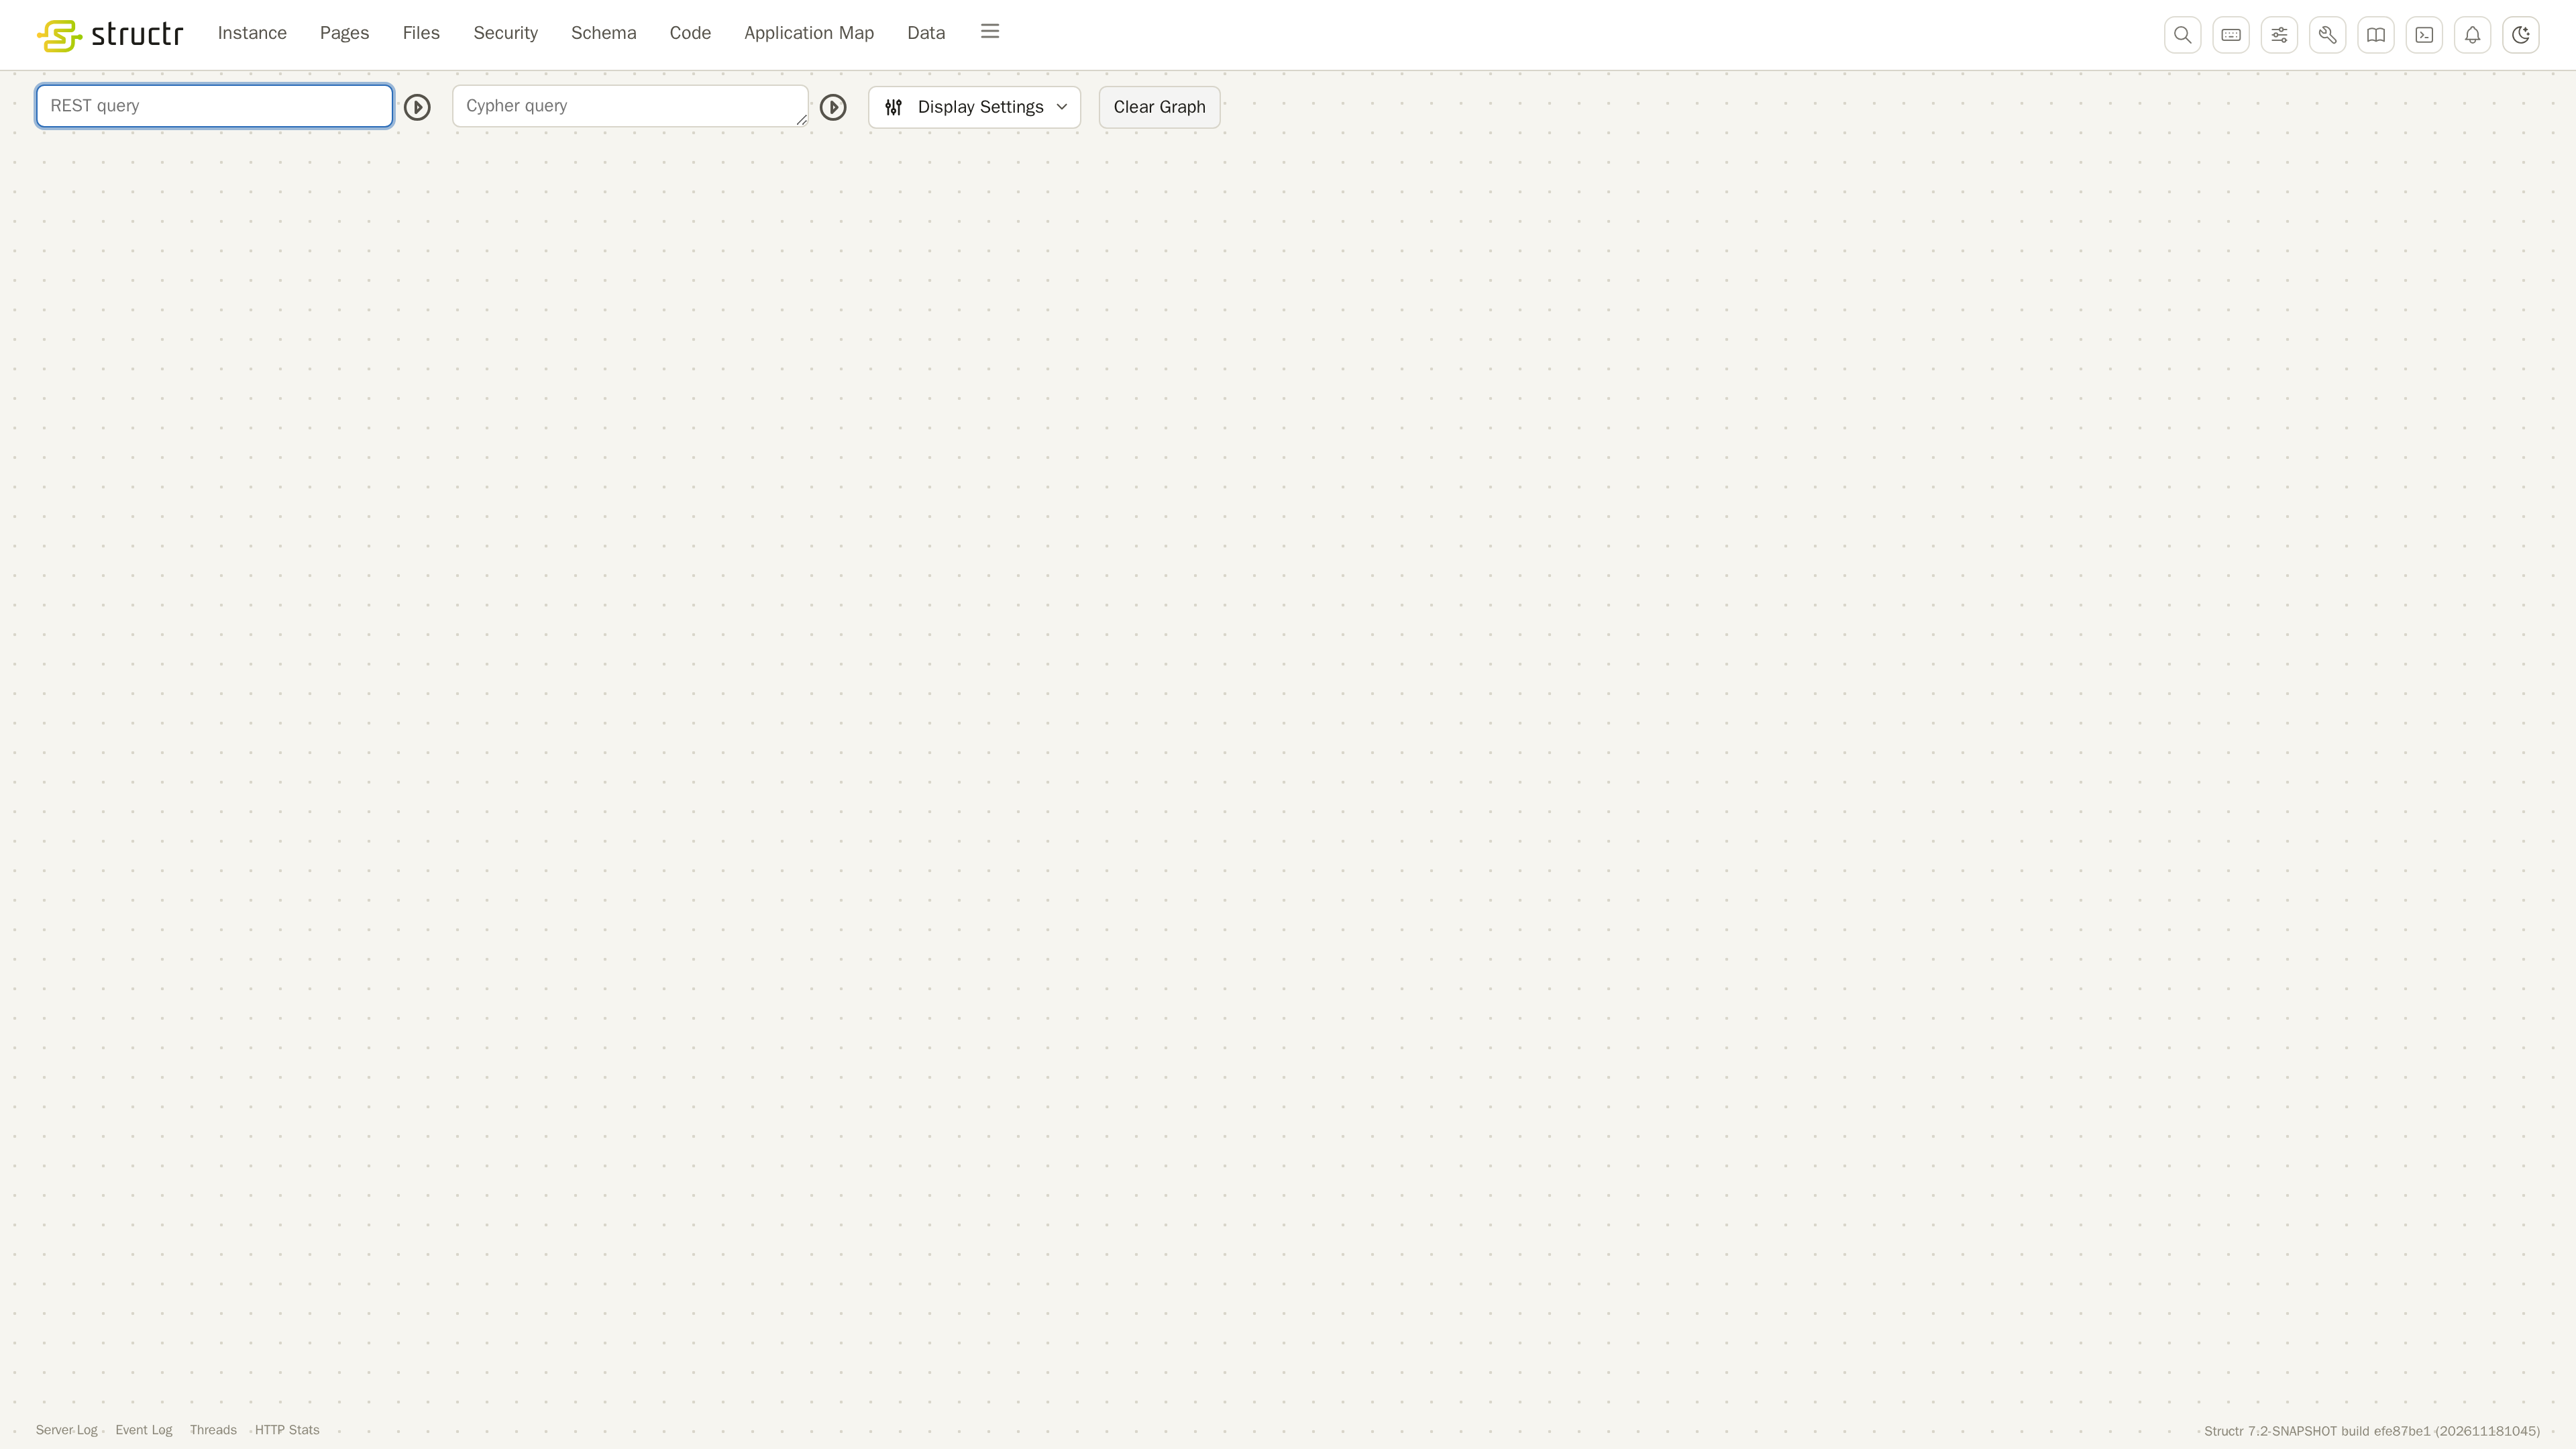 structr Instance Pages Files Security Schema Code Application Map Data
REST query Cypher query Display Settings Clear Graph
Server Log Event Log Threads HTTP Stats Structr 7.2-SNAPSHOT build efe87be1 (202611181045)